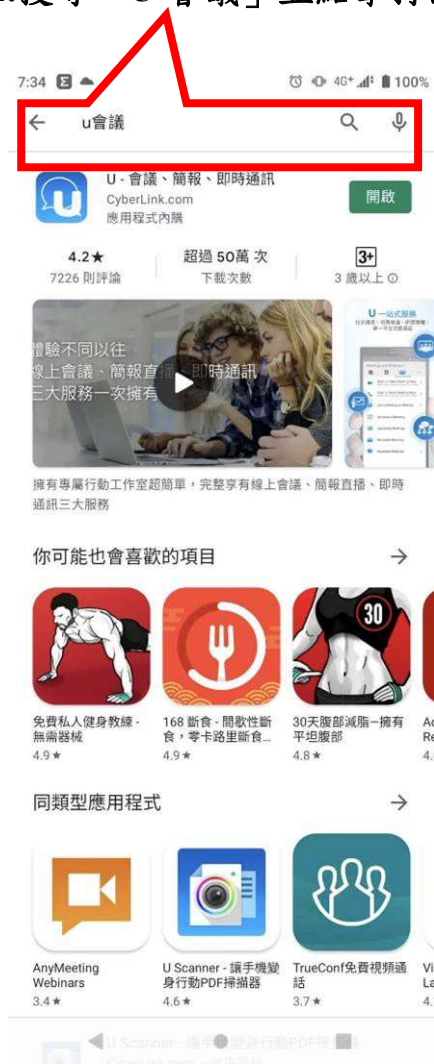 7:34 4G+ 100%
u會議
U - 會議、簡報、即時通訊
CyberLink.com
應用程式內購
開啟
4.2★ 超過 50萬 次 3+
7226 則評論 下載次數 3 歲以上
體驗不同以往
線上會議、簡報直播、即時通訊
三大服務一次擁有
U 一站式服務
擁有專屬行動工作室超簡單，完整享有線上會議、簡報直播、即時
通訊三大服務
你可能也會喜歡的項目
30
免費私人健身教練 -
無需器械
4.9★
168 斷食 - 間歇性斷
食，零卡路里斷食...
4.9★
30天腹部減脂—擁有
平坦腹部
4.8★
同類型應用程式
AnyMeeting
Webinars
3.4★
U Scanner - 讓手機變
身行動PDF掃描器
4.6★
TrueConf免費視頻通
話
3.7★